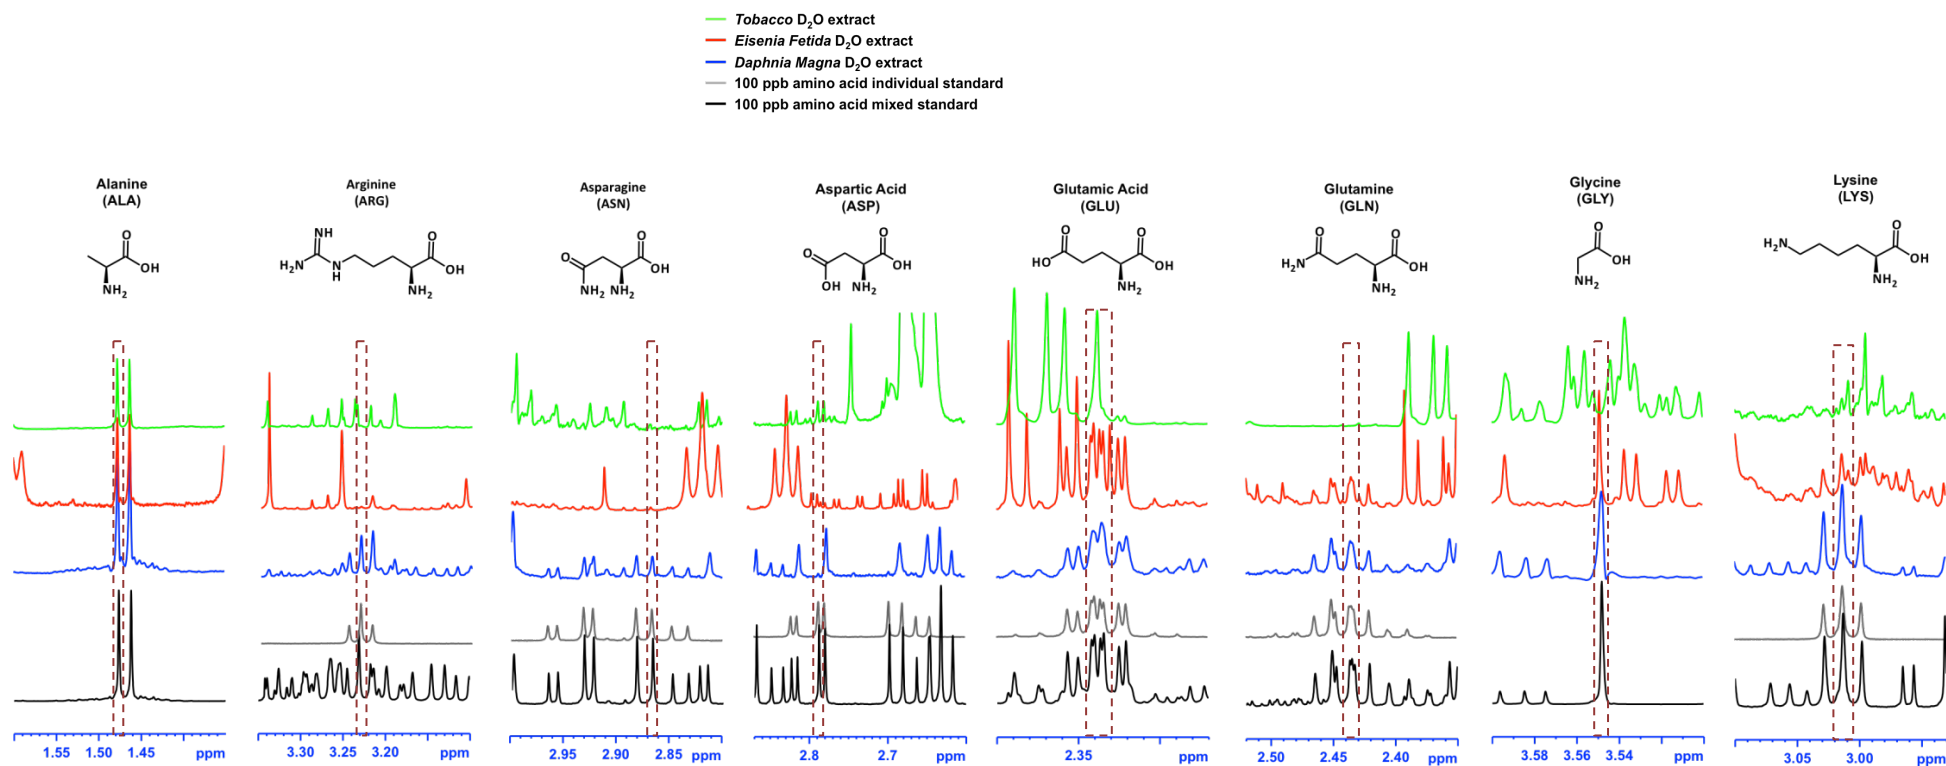 Tobacco D2O extract
Eisenia Fetida D2O extract
Daphnia Magna D2O extract
100 ppb amino acid individual standard
100 ppb amino acid mixed standard
Alanine
(ALA)
O
OH
NH2
Arginine
(ARG)
NH
O
H2N
N
H
OH
NH2
Asparagine
(ASN)
O
O
OH
NH2 NH2
Aspartic Acid
(ASP)
O
O
OH
OH NH2
Glutamic Acid
(GLU)
O
O
HO
OH
NH2
Glutamine
(GLN)
O
O
H2N
OH
NH2
Glycine
(GLY)
O
OH
NH2
Lysine
(LYS)
O
H2N
OH
NH2
1.55 1.50 1.45 ppm
3.30 3.25 3.20 ppm
2.95 2.90 2.85 ppm
2.8 2.7 ppm
2.35 ppm
2.50 2.45 2.40 ppm
3.58 3.56 3.54 ppm
3.05 3.00 ppm